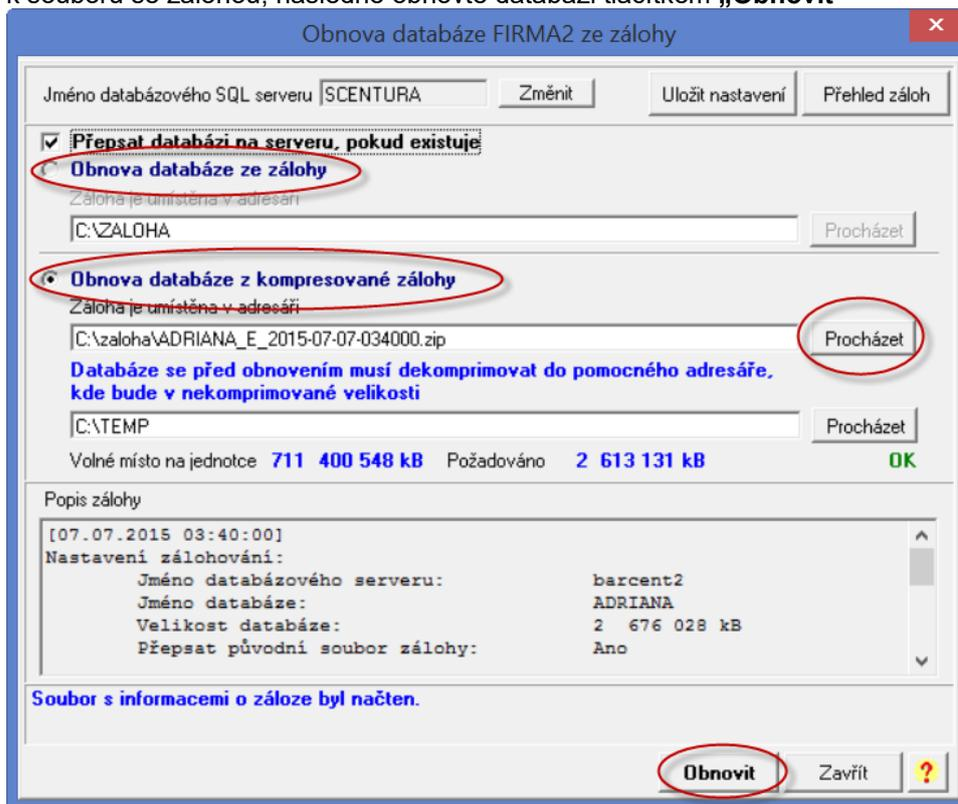 k souboru se zálohou, následně obnovte databázi tlačítkem „Obnovit“
Obnova databáze FIRMA2 ze zálohy
x
Jméno databázového SQL serveru SCENTURA Změnit Uložit nastavení Přehled záloh
Přepsat databázi na serveru, pokud existuje
Obnova databáze ze zálohy
Záloha je umístěna v adresáři
C:\ZALOHA Procházet
Obnova databáze z kompresované zálohy
Záloha je umístěna v adresáři
C:\zaloha\ADRIANA_E_2015-07-07-034000.zip Procházet
Databáze se před obnovením musí dekomprimovat do pomocného adresáře,
kde bude v nekomprimované velikosti
C:\TEMP Procházet
Volné místo na jednotce 711 400 548 kB Požadováno 2 613 131 kB OK
Popis zálohy
[07.07.2015 03:40:00]
Nastavení zálohování:
Jméno databázového serveru: barcent2
Jméno databáze: ADRIANA
Velikost databáze: 2 676 028 kB
Přepsat původní soubor zálohy: Ano
Soubor s informacemi o záloze byl načten.
Obnovit Zavřít ?